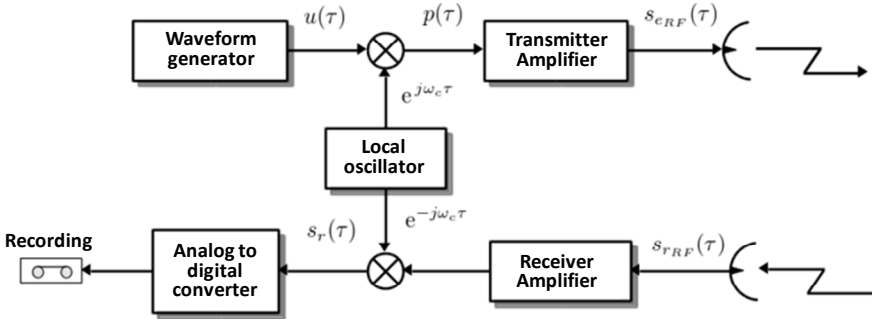 u(τ)
p(τ)
s_{e_{RF}}(τ)
Waveform
generator
Transmitter
Amplifier
e^{jω_c τ}
Local
oscillator
e^{-jω_c τ}
s_r(τ)
s_{r_{RF}}(τ)
Recording
Analog to
digital
converter
Receiver
Amplifier